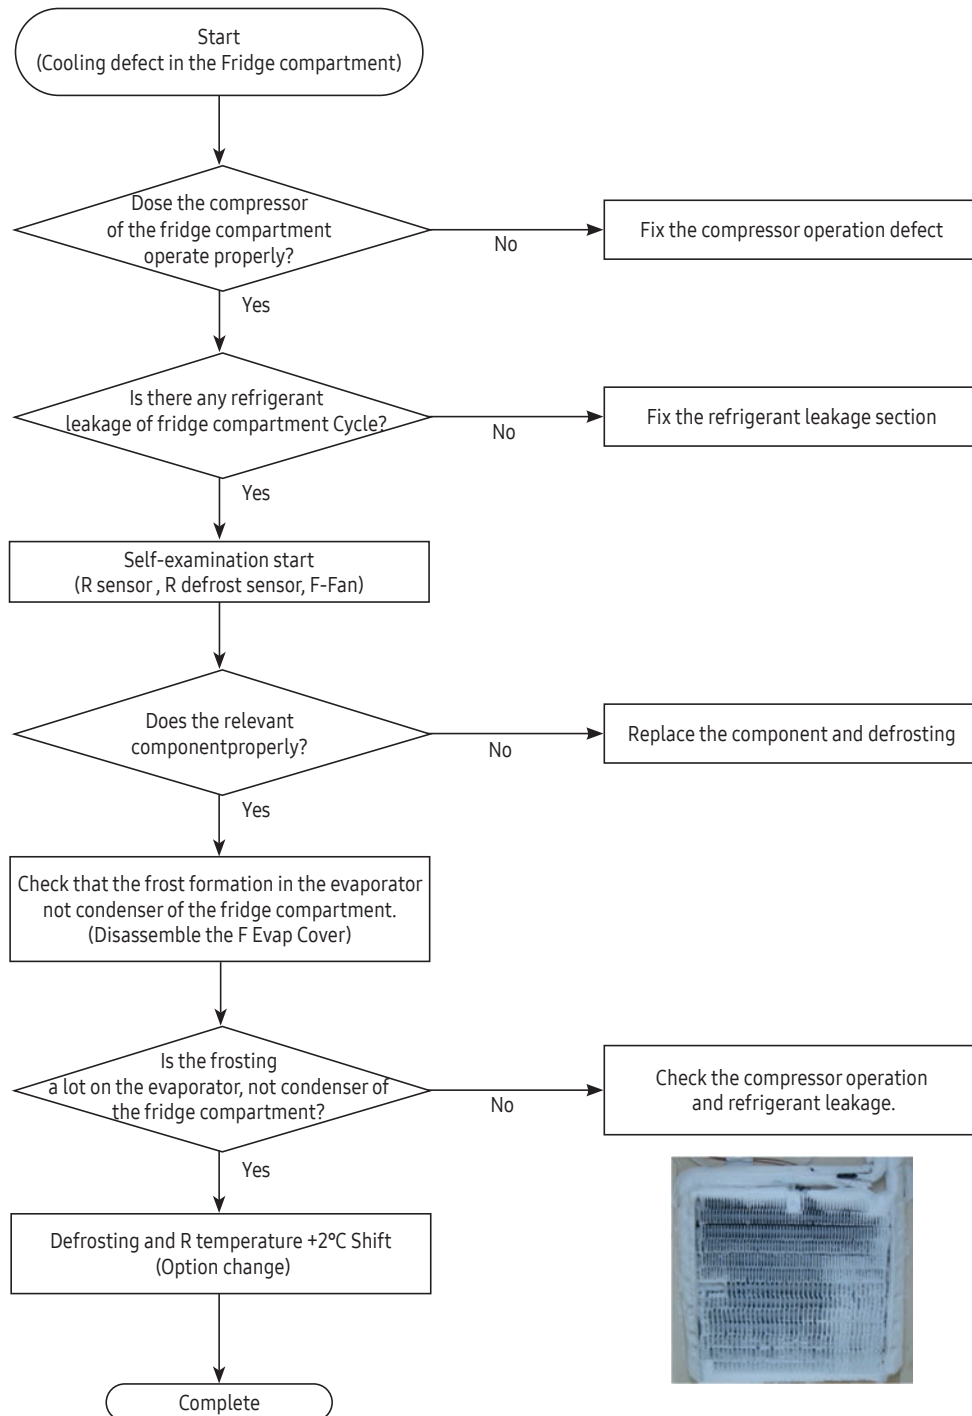 Start
(Cooling defect in the Fridge compartment)
Dose the compressor
of the fridge compartment
operate properly?
No
Fix the compressor operation defect
Yes
Is there any refrigerant
leakage of fridge compartment Cycle?
No
Fix the refrigerant leakage section
Yes
Self-examination start
(R sensor , R defrost sensor, F-Fan)
Does the relevant
componentproperly?
No
Replace the component and defrosting
Yes
Check that the frost formation in the evaporator
not condenser of the fridge compartment.
(Disassemble the F Evap Cover)
Is the frosting
a lot on the evaporator, not condenser of
the fridge compartment?
No
Check the compressor operation
and refrigerant leakage.
Yes
Defrosting and R temperature +2°C Shift
(Option change)
Complete